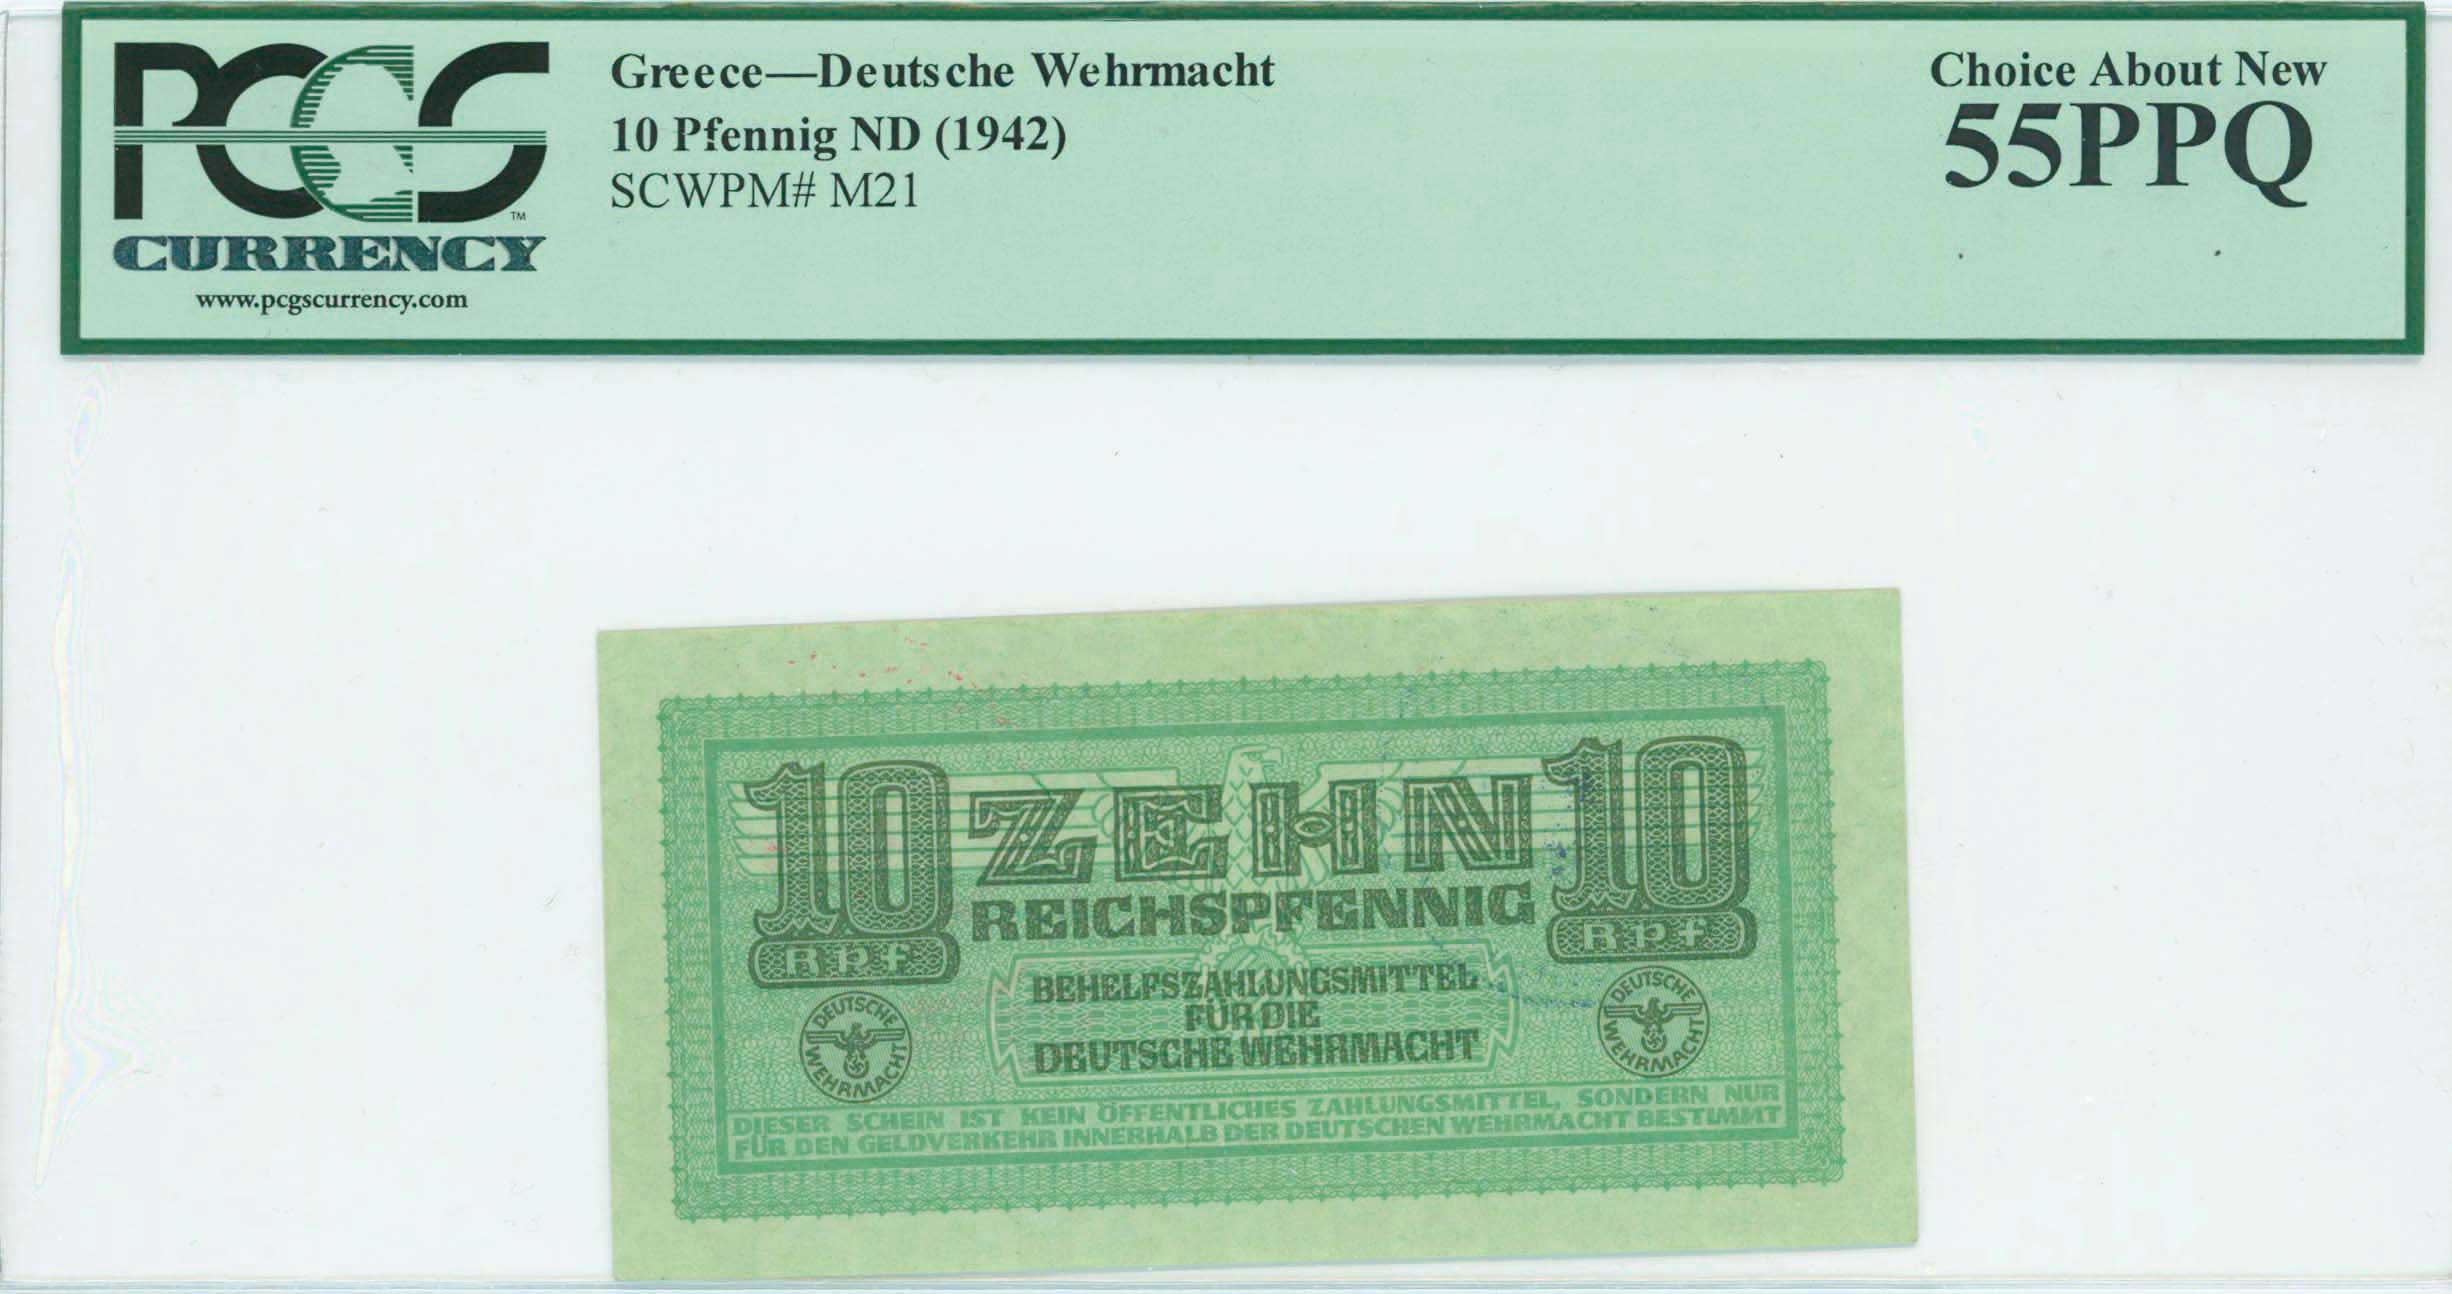 PCGS
™
CURRENCY
www.pcgscurrency.com
Greece—Deutsche Wehrmacht
10 Pfennig ND (1942)
SCWPM# M21
Choice About New
55PPQ
10 ZEHN 10
REICHSPFENNIG
Rpf Rpf
BEHELFSZAHLUNGSMITTEL
FÜR DIE
DEUTSCHE WEHRMACHT
DEUTSCHE WEHRMACHT
DEUTSCHE WEHRMACHT
DIESER SCHEIN IST KEIN ÖFFENTLICHES ZAHLUNGSMITTEL, SONDERN NUR
FÜR DEN GELDVERKEHR INNERHALB DER DEUTSCHEN WEHRMACHT BESTIMMT